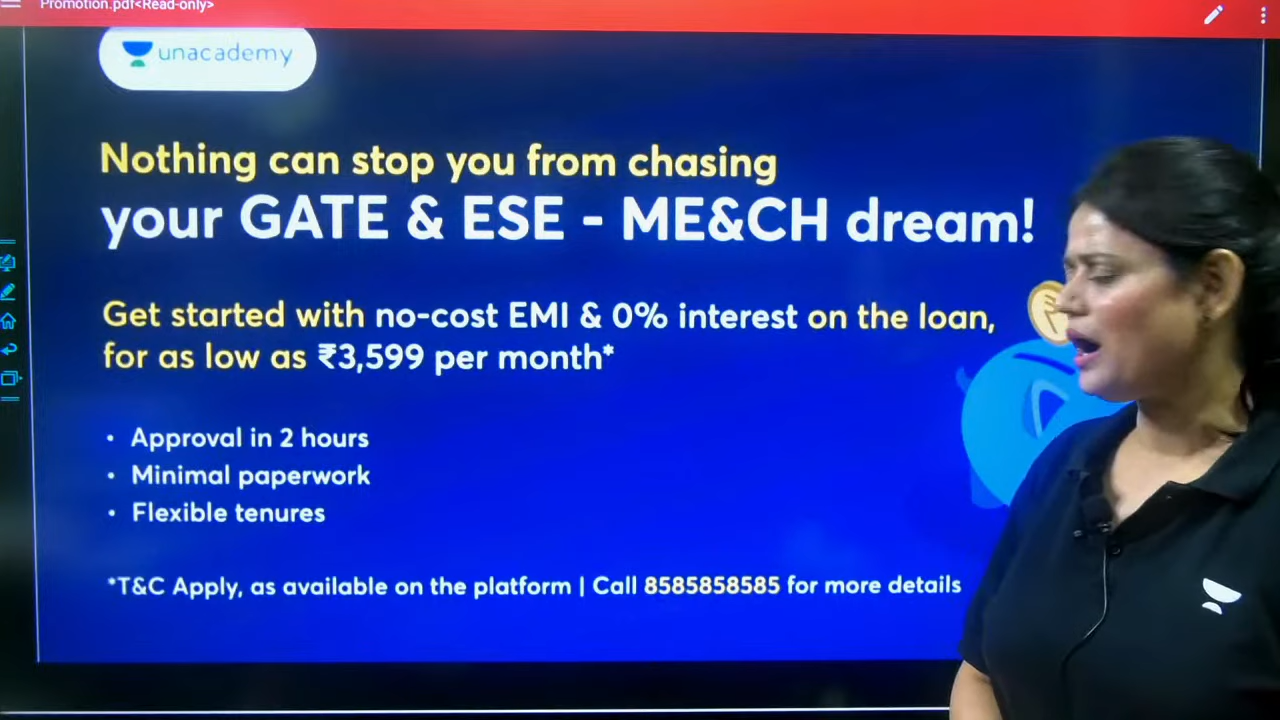 Promotion.pdf<Read-only>
unacademy
Nothing can stop you from chasing
your GATE & ESE - ME&CH dream!
Get started with no-cost EMI & 0% interest on the loan,
for as low as ₹3,599 per month*
• Approval in 2 hours
• Minimal paperwork
• Flexible tenures
*T&C Apply, as available on the platform | Call 8585858585 for more details